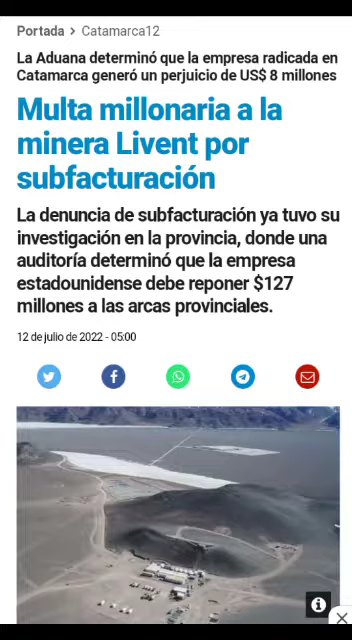 Portada > Catamarca12
La Aduana determinó que la empresa radicada en
Catamarca generó un perjuicio de US$ 8 millones
Multa millonaria a la
minera Livent por
subfacturación
La denuncia de subfacturación ya tuvo su
investigación en la provincia, donde una
auditoría determinó que la empresa
estadounidense debe reponer $127
millones a las arcas provinciales.
12 de julio de 2022 - 05:00